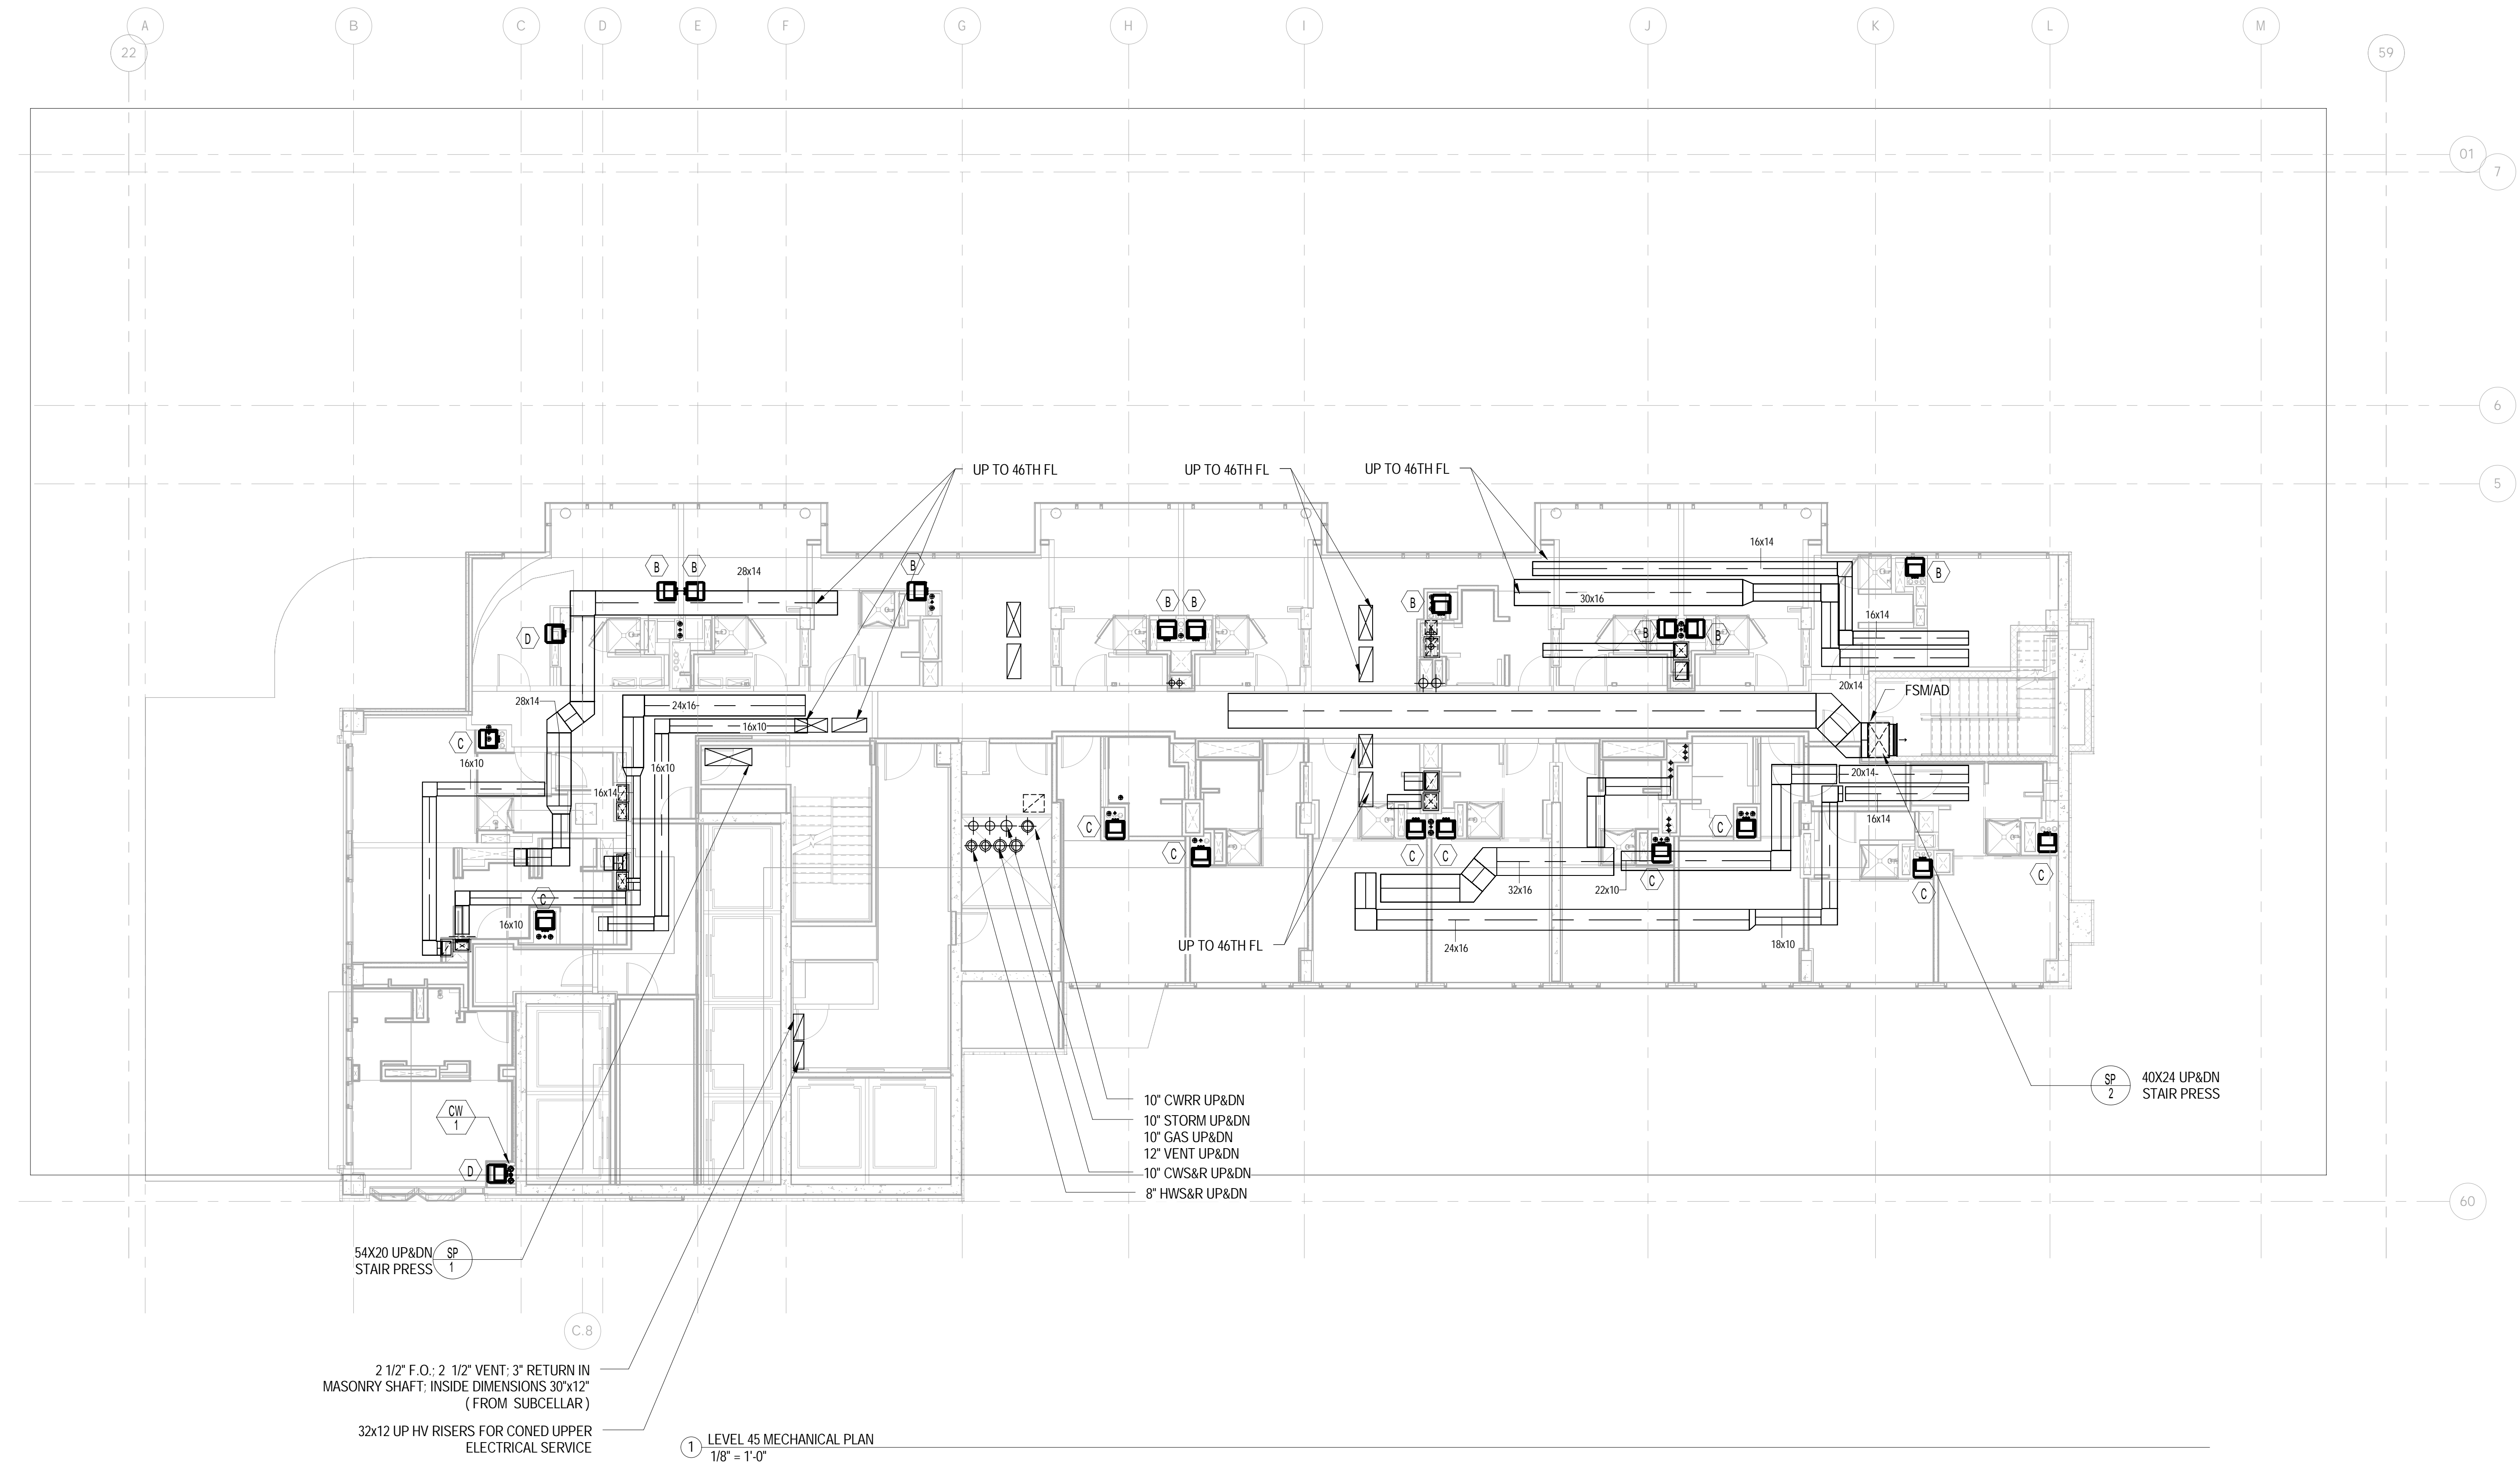 A B C D E F G H I J K L M
22 59
01
7
6
5
UP TO 46TH FL UP TO 46TH FL UP TO 46TH FL
16x14
B B 28x14 B B
B B B 30x16
D 16x14
B B
20x14
28x14 24x16 FSM/AD
16x10
C
16x10 16x10 20x14
16x14
16x14
C C
C C C C
32x16 22x10 C C
C
16x10
24x16 18x10
UP TO 46TH FL
SP
2
40X24 UP&DN
STAIR PRESS
10" CWRR UP&DN
CW
1
10" STORM UP&DN
10" GAS UP&DN
12" VENT UP&DN
D
10" CWS&R UP&DN
8" HWS&R UP&DN
60
54X20 UP&DN
STAIR PRESS
SP
1
C.8
2 1/2" F.O.; 2 1/2" VENT; 3" RETURN IN
MASONRY SHAFT; INSIDE DIMENSIONS 30"x12"
( FROM SUBCELLAR )
32x12 UP HV RISERS FOR CONED UPPER
ELECTRICAL SERVICE
1 LEVEL 45 MECHANICAL PLAN
1/8" = 1'-0"